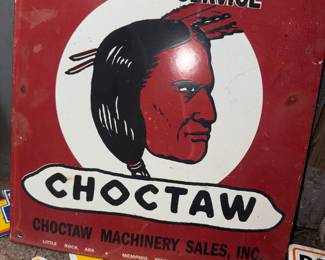 SERVICE
CHOCTAW
CHOCTAW MACHINERY SALES, INC.
LITTLE ROCK, ARK • MEMPHIS,